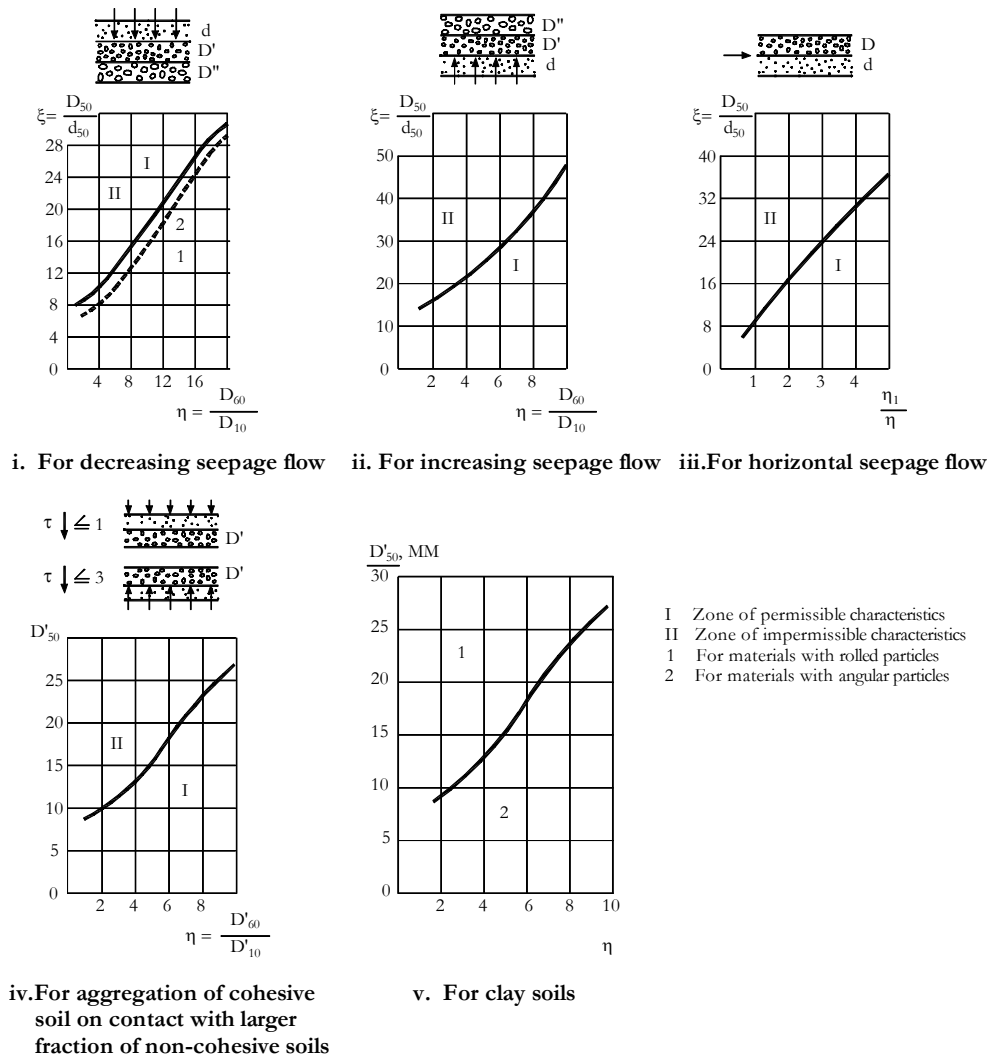 d
D'
D"
ξ= D50
d50
28
24
20
16
12
8
4
0
I
II
2
1
4 8 12 16
η = D60
D10
i. For decreasing seepage flow
D"
D'
d
ξ= D50
d50
50
40
30
20
10
0
II
I
2 4 6 8
η = D60
D10
ii. For increasing seepage flow
D
d
ξ= D50
d50
40
32
24
16
8
0
II
I
1 2 3 4
η1
η
iii.For horizontal seepage flow
τ ↓ ≤ 1
D'
τ ↓ ≤ 3
D'
D'50
25
20
15
10
5
0
II
I
2 4 6 8
η = D'60
D'10
iv.For aggregation of cohesive
soil on contact with larger
fraction of non-cohesive soils
D'50, MM
30
25
20
15
10
5
0
1
2
2 4 6 8 10
η
v. For clay soils
I Zone of permissible characteristics
II Zone of impermissible characteristics
1 For materials with rolled particles
2 For materials with angular particles